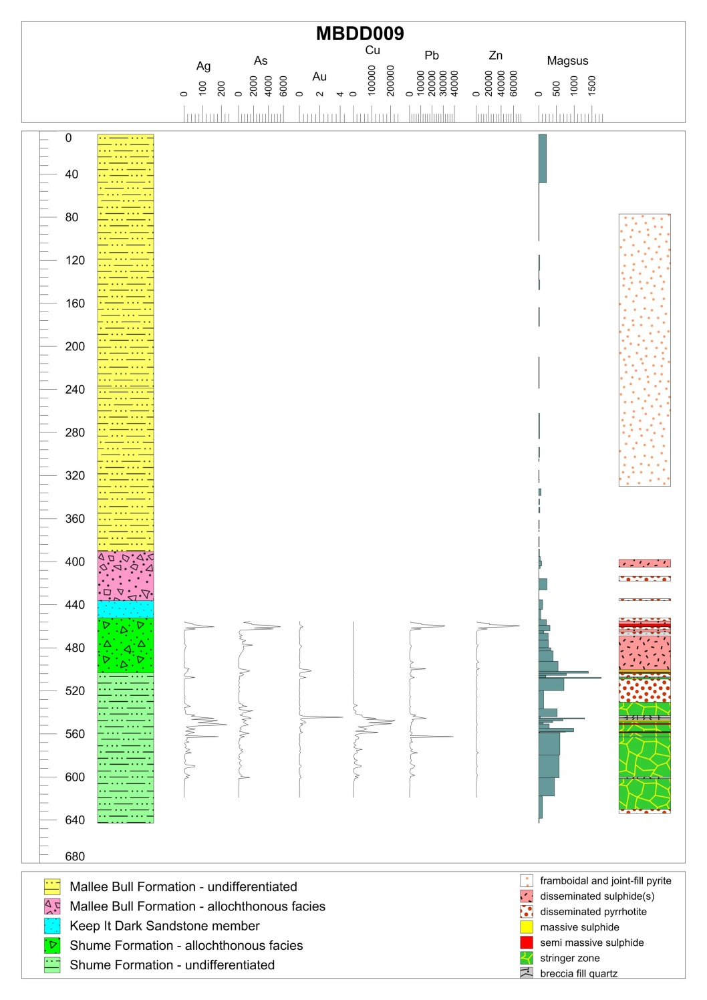 MBDD009
Ag As Au Cu Pb Zn Magsus
0 100 200 0 2000 4000 6000 0 2 4 0 100000 200000 0 10000 20000 30000 40000 0 20000 40000 60000 0 500 1000 1500
0
40
80
120
160
200
240
280
320
360
400
440
480
520
560
600
640
680
Mallee Bull Formation - undifferentiated
Mallee Bull Formation - allochthonous facies
Keep It Dark Sandstone member
Shume Formation - allochthonous facies
Shume Formation - undifferentiated
framboidal and joint-fill pyrite
disseminated sulphide(s)
disseminated pyrrhotite
massive sulphide
semi massive sulphide
stringer zone
breccia fill quartz